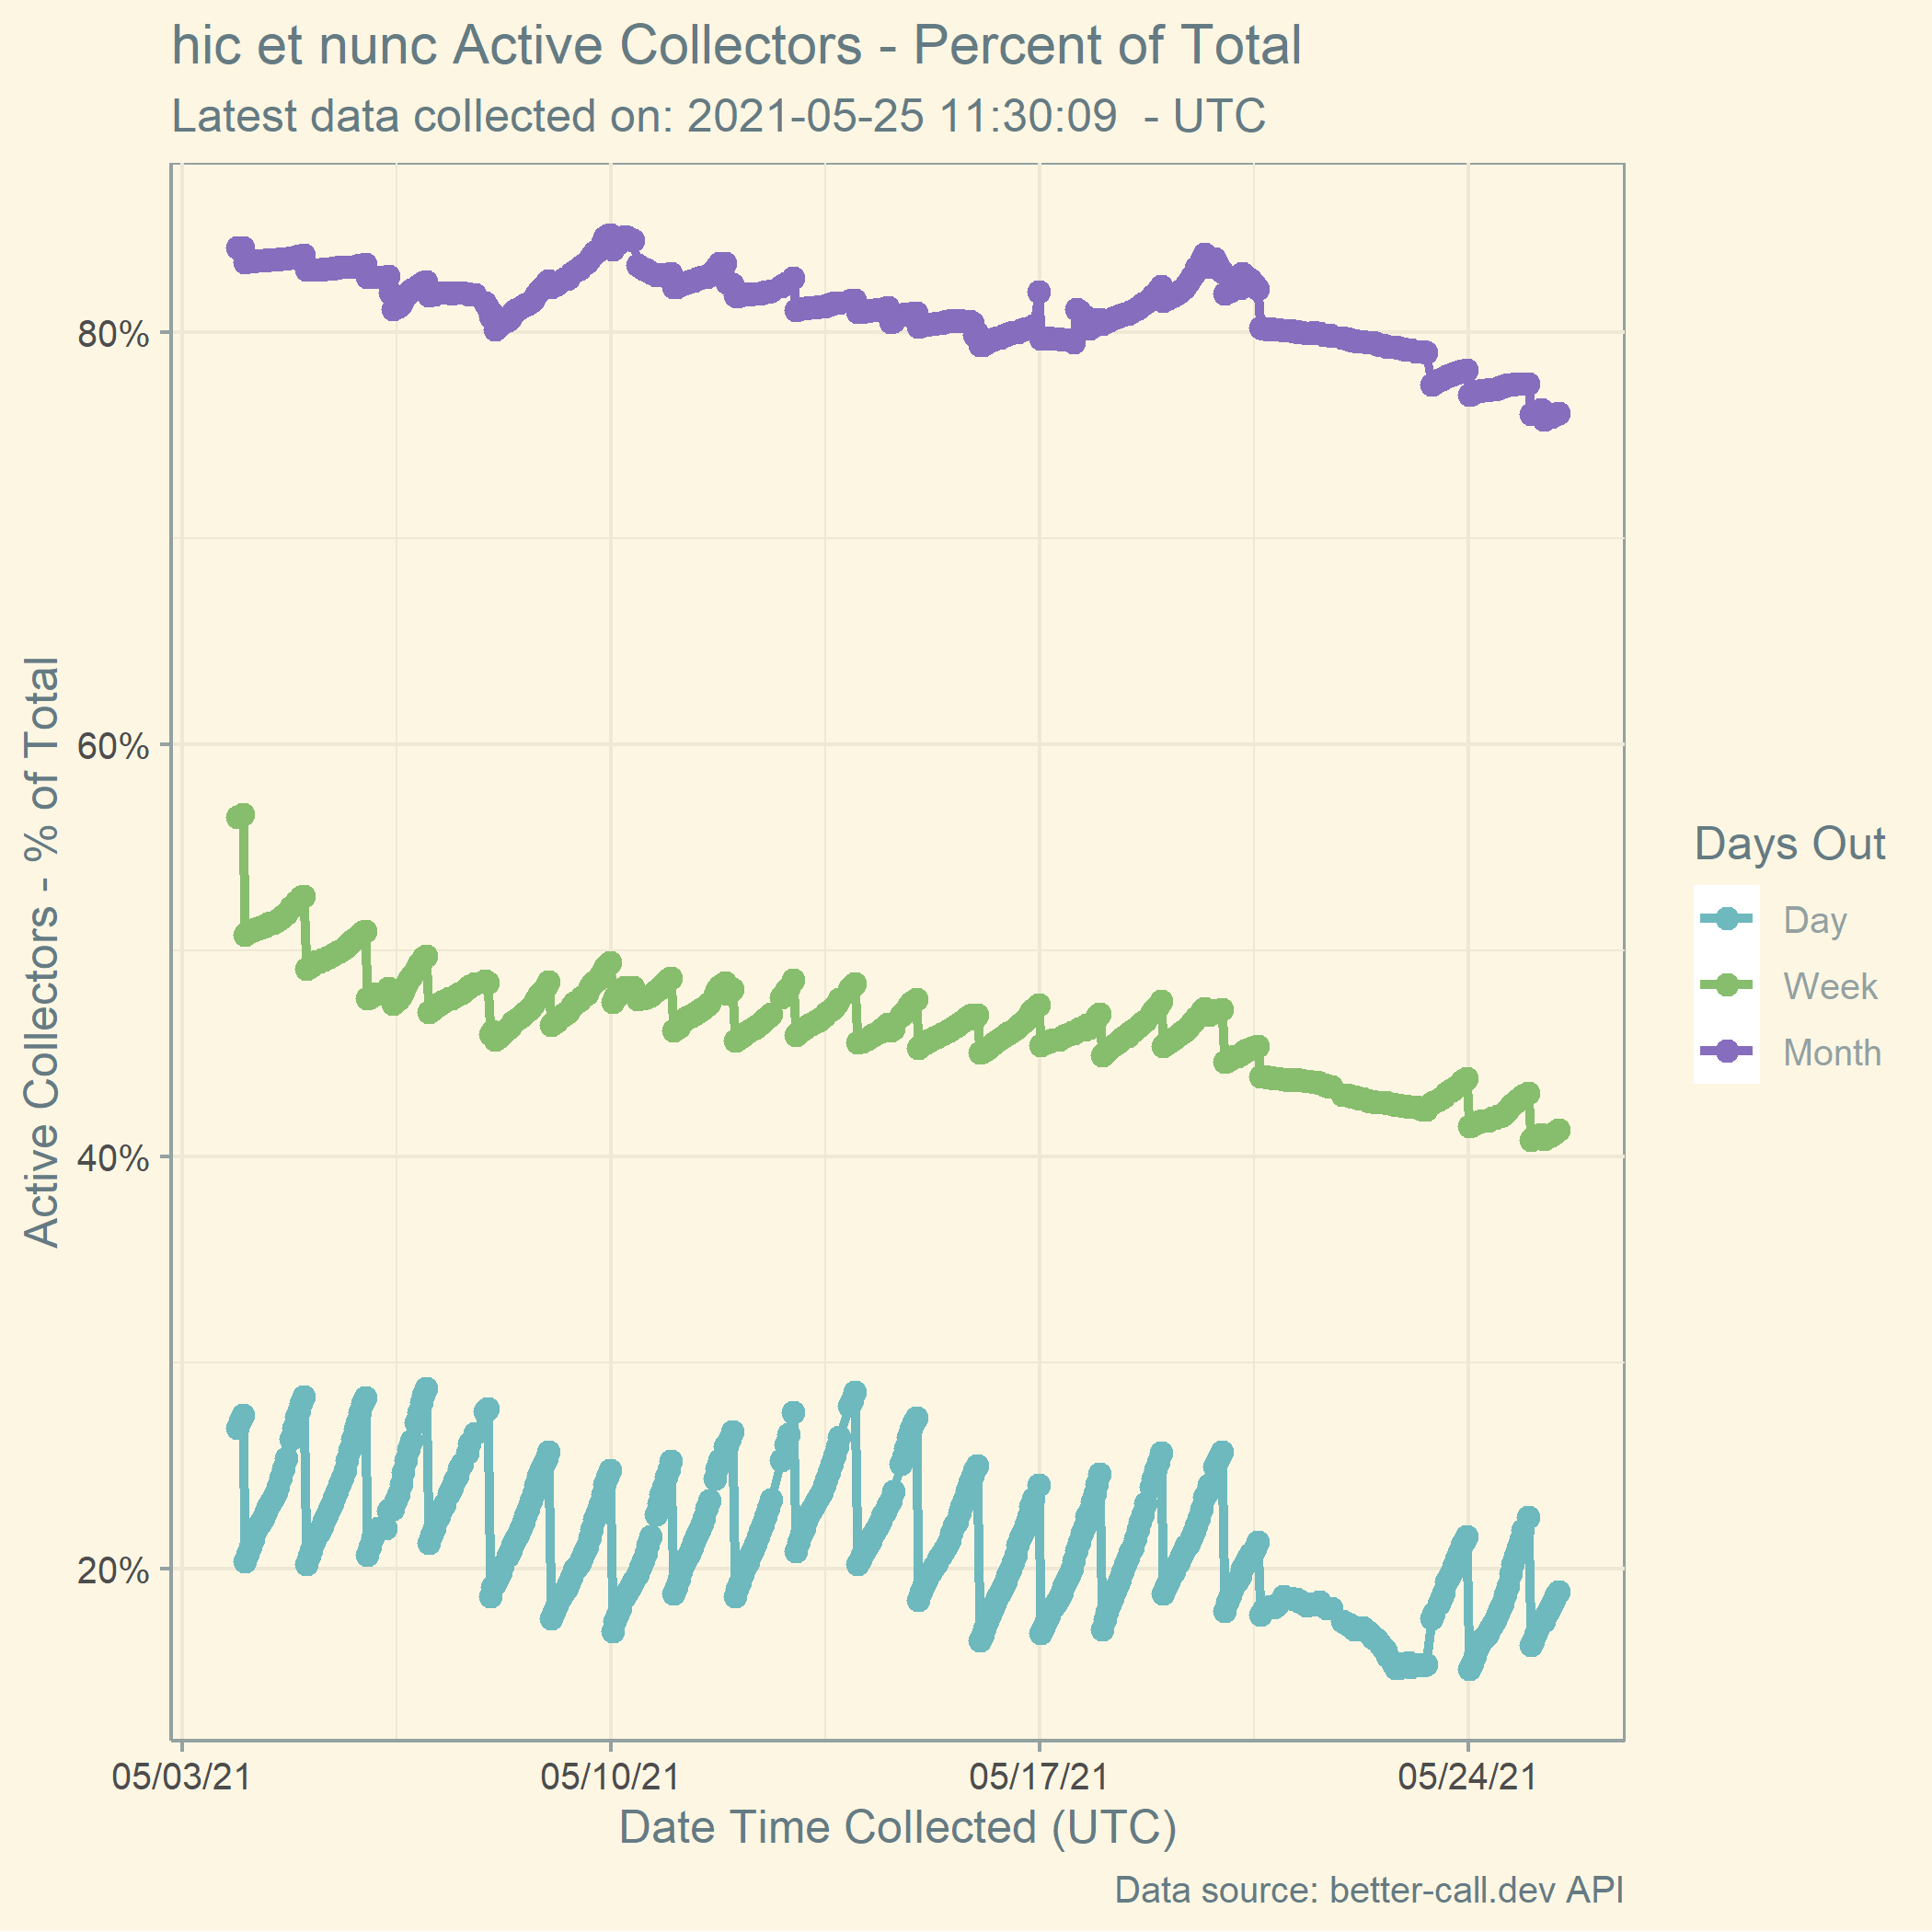 hic et nunc Active Collectors - Percent of Total
Latest data collected on: 2021-05-25 11:30:09  - UTC
Active Collectors - % of Total
80%
60%
40%
20%
05/03/21
05/10/21
05/17/21
05/24/21
Date Time Collected (UTC)
Days Out
Day
Week
Month
Data source: better-call.dev API